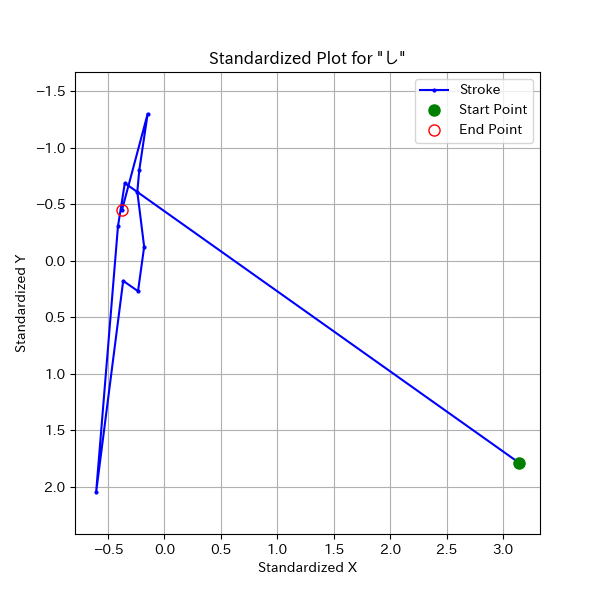 Standardized Plot for "し"
Stroke
Start Point
End Point
−1.5
−1.0
−0.5
0.0
0.5
1.0
1.5
2.0
Standardized Y
−0.5 0.0 0.5 1.0 1.5 2.0 2.5 3.0
Standardized X